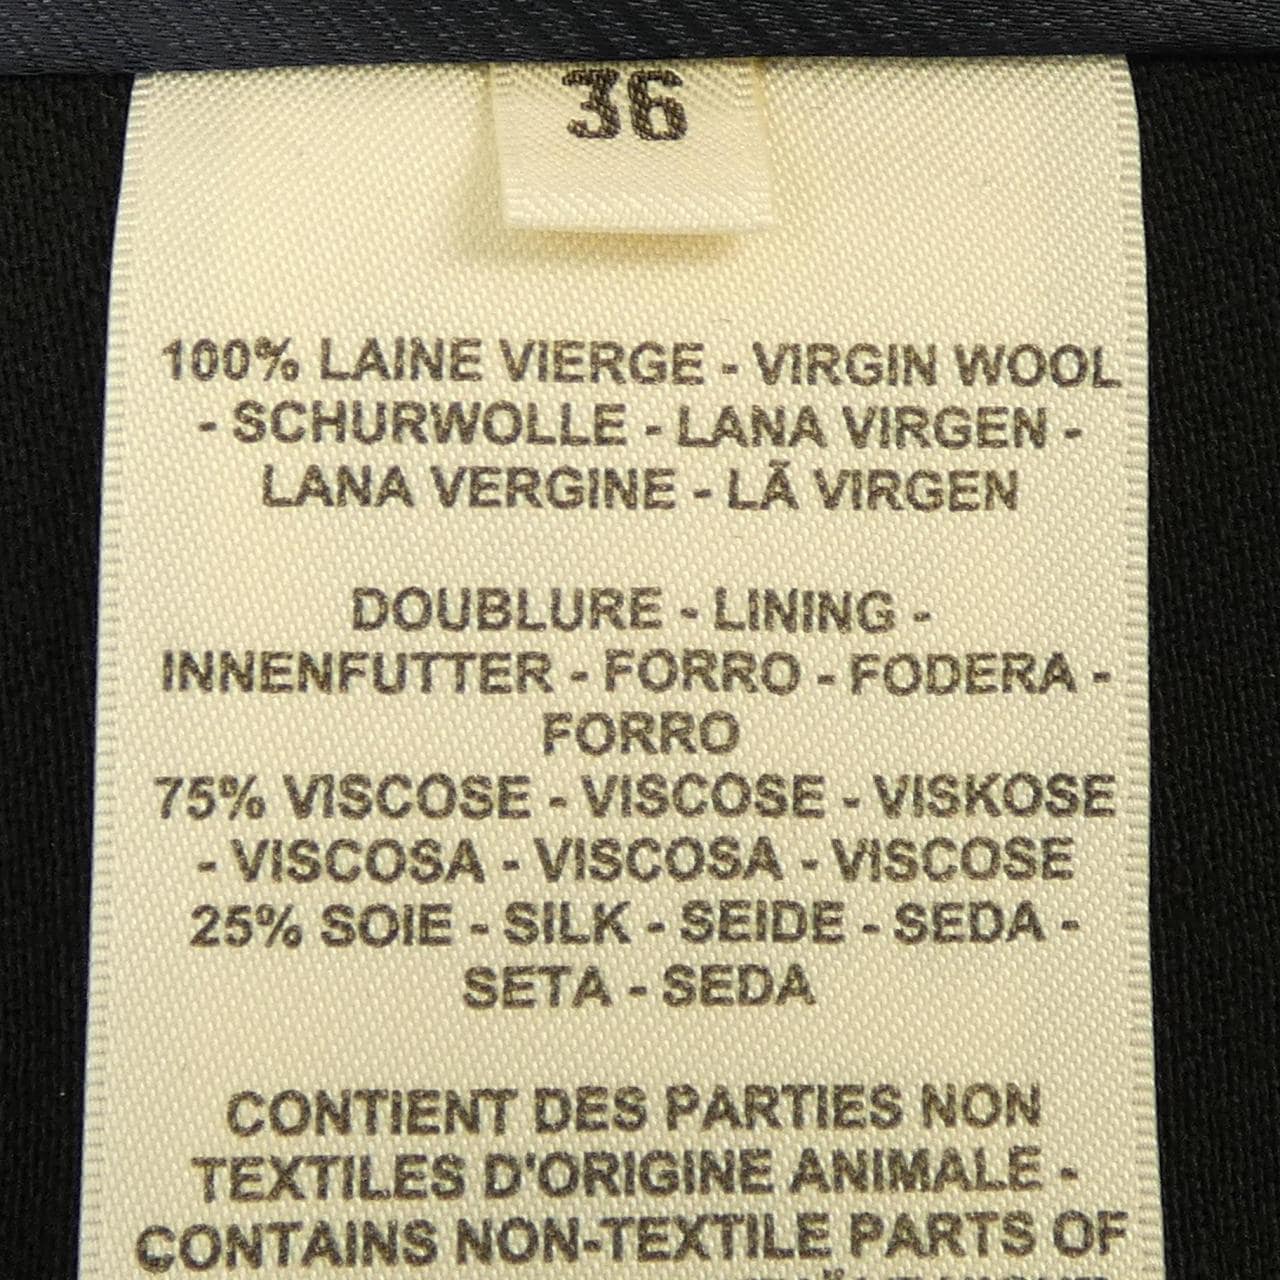 36
100% LAINE VIERGE - VIRGIN WOOL
- SCHURWOLLE - LANA VIRGEN -
LANA VERGINE - LÃ VIRGEN
DOUBLURE - LINING -
INNENFUTTER - FORRO - FODERA -
FORRO
75% VISCOSE - VISCOSE - VISKOSE
- VISCOSA - VISCOSA - VISCOSE
25% SOIE - SILK - SEIDE - SEDA -
SETA - SEDA
CONTIENT DES PARTIES NON
TEXTILES D'ORIGINE ANIMALE -
CONTAINS NON-TEXTILE PARTS OF